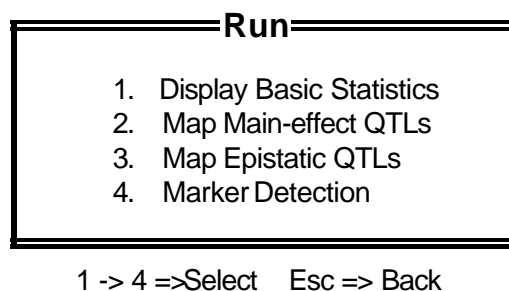 Run
1. Display Basic Statistics
2. Map Main-effect QTLs
3. Map Epistatic QTLs
4. Marker Detection
1 -> 4 =>Select Esc => Back